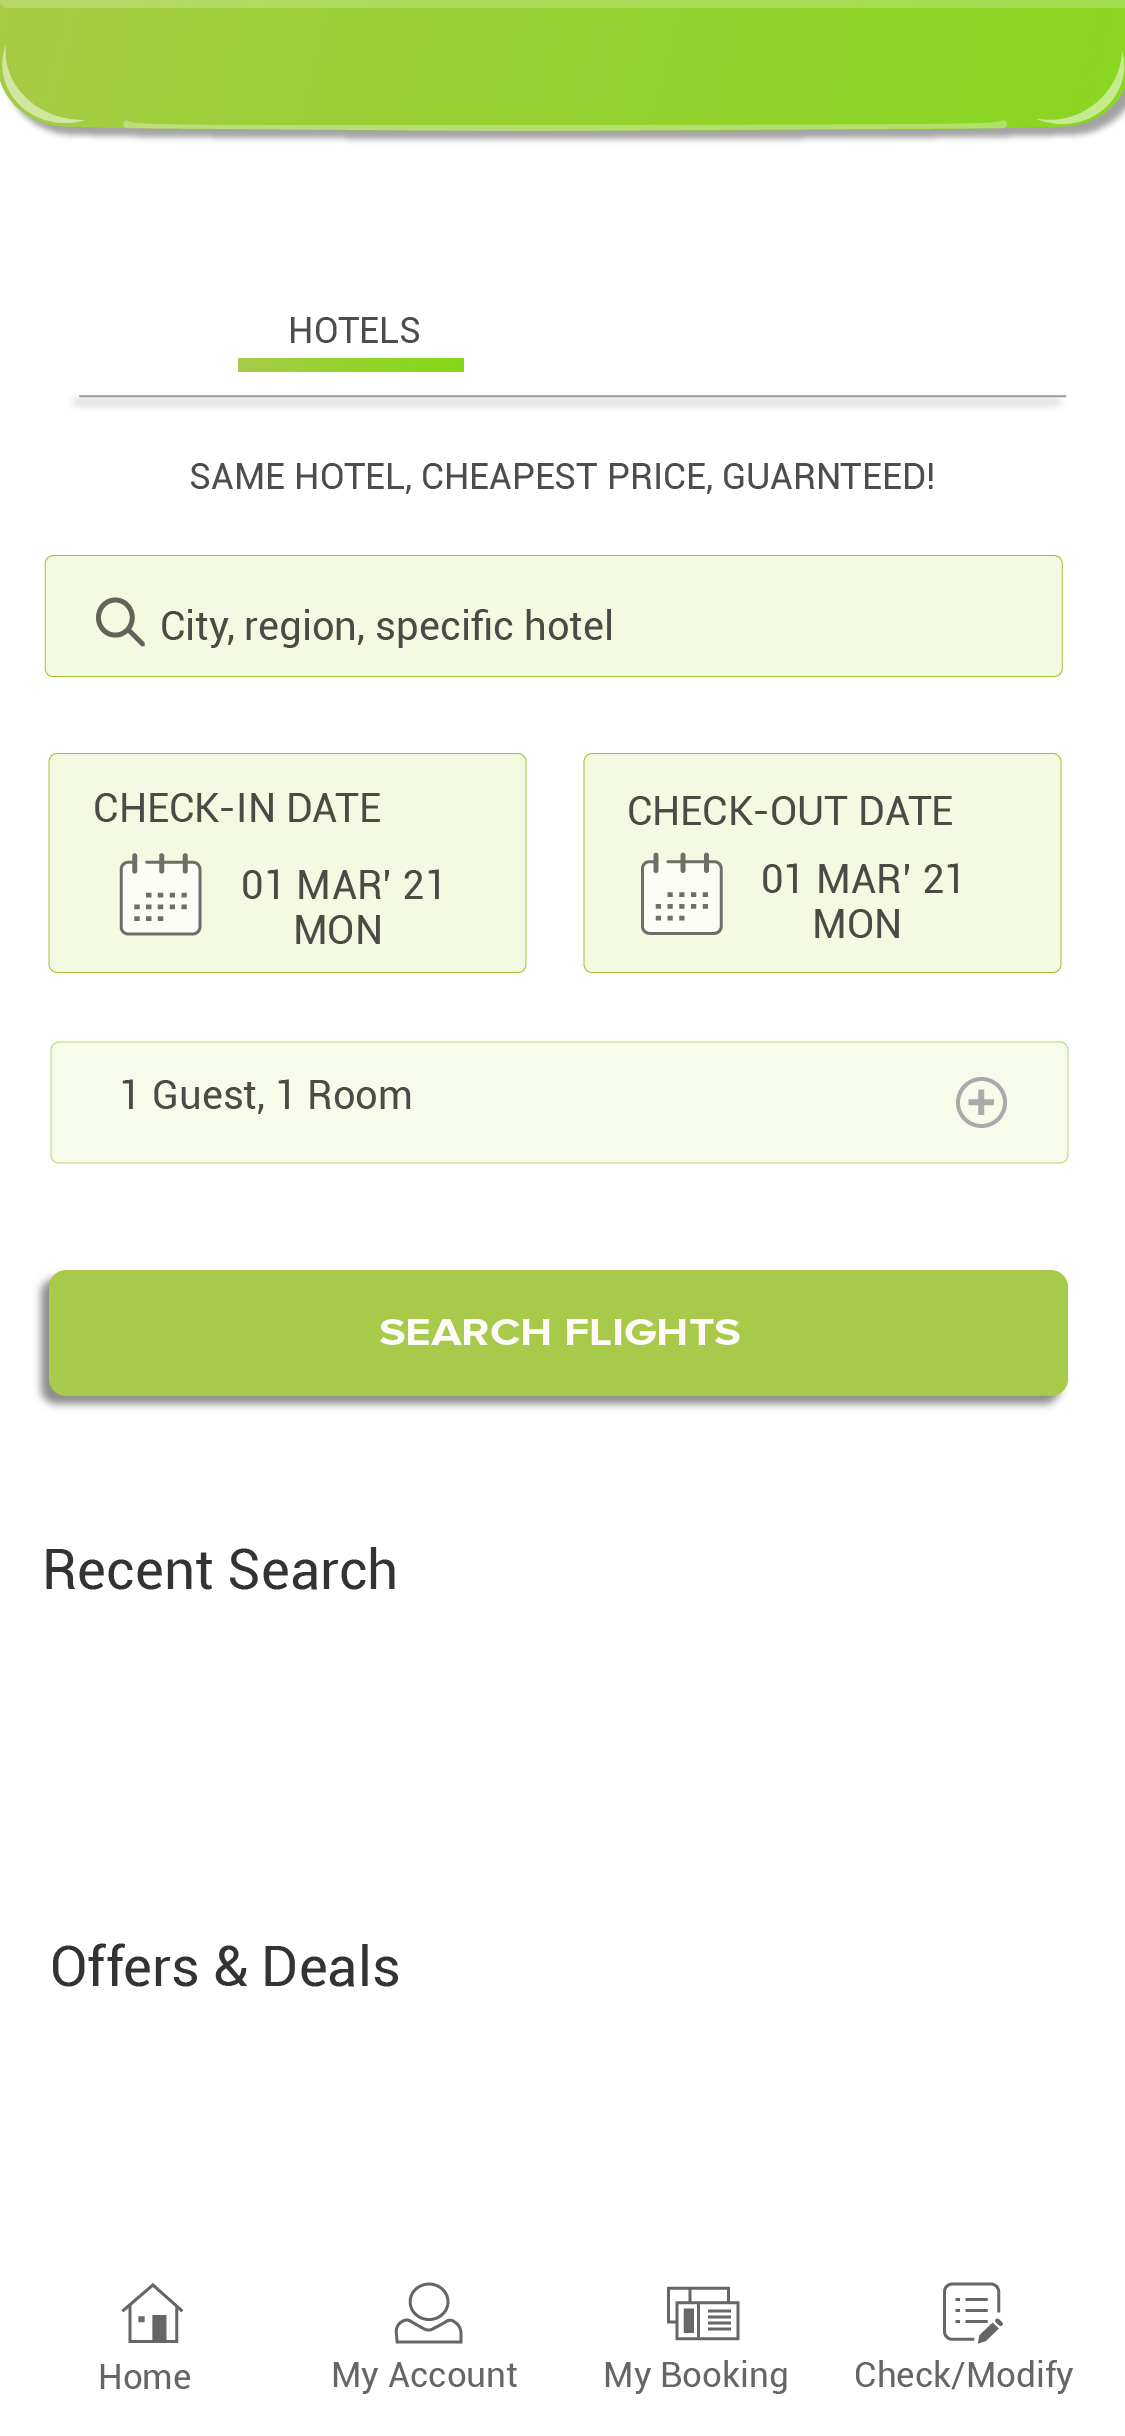 HOTELS
SAME HOTEL, CHEAPEST PRICE, GUARNTEED!
City, region, specific hotel
CHECK-IN DATE
01 MAR' 21
MON
CHECK-OUT DATE
01 MAR' 21
MON
1 Guest, 1 Room
SEARCH FLIGHTS
Recent Search
Offers & Deals
Home
My Account
My Booking
Check/Modify